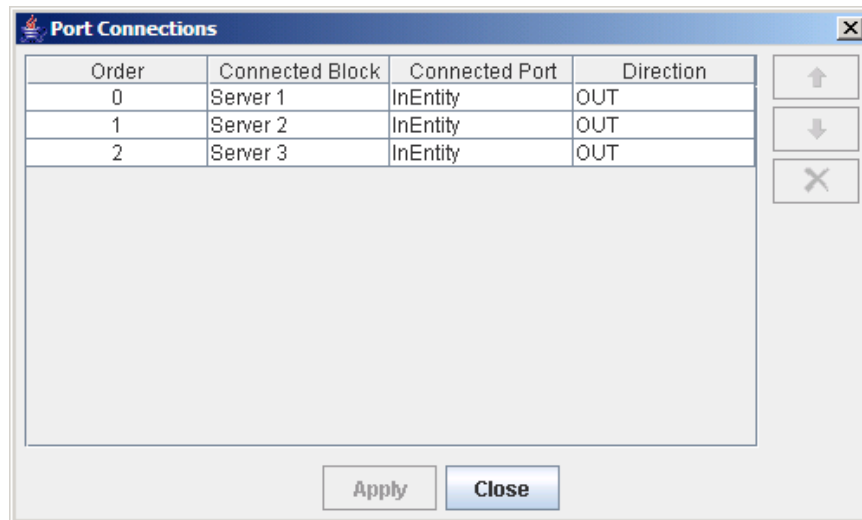 Port Connections
Order Connected Block Connected Port Direction
0 Server 1 InEntity OUT
1 Server 2 InEntity OUT
2 Server 3 InEntity OUT
Apply Close